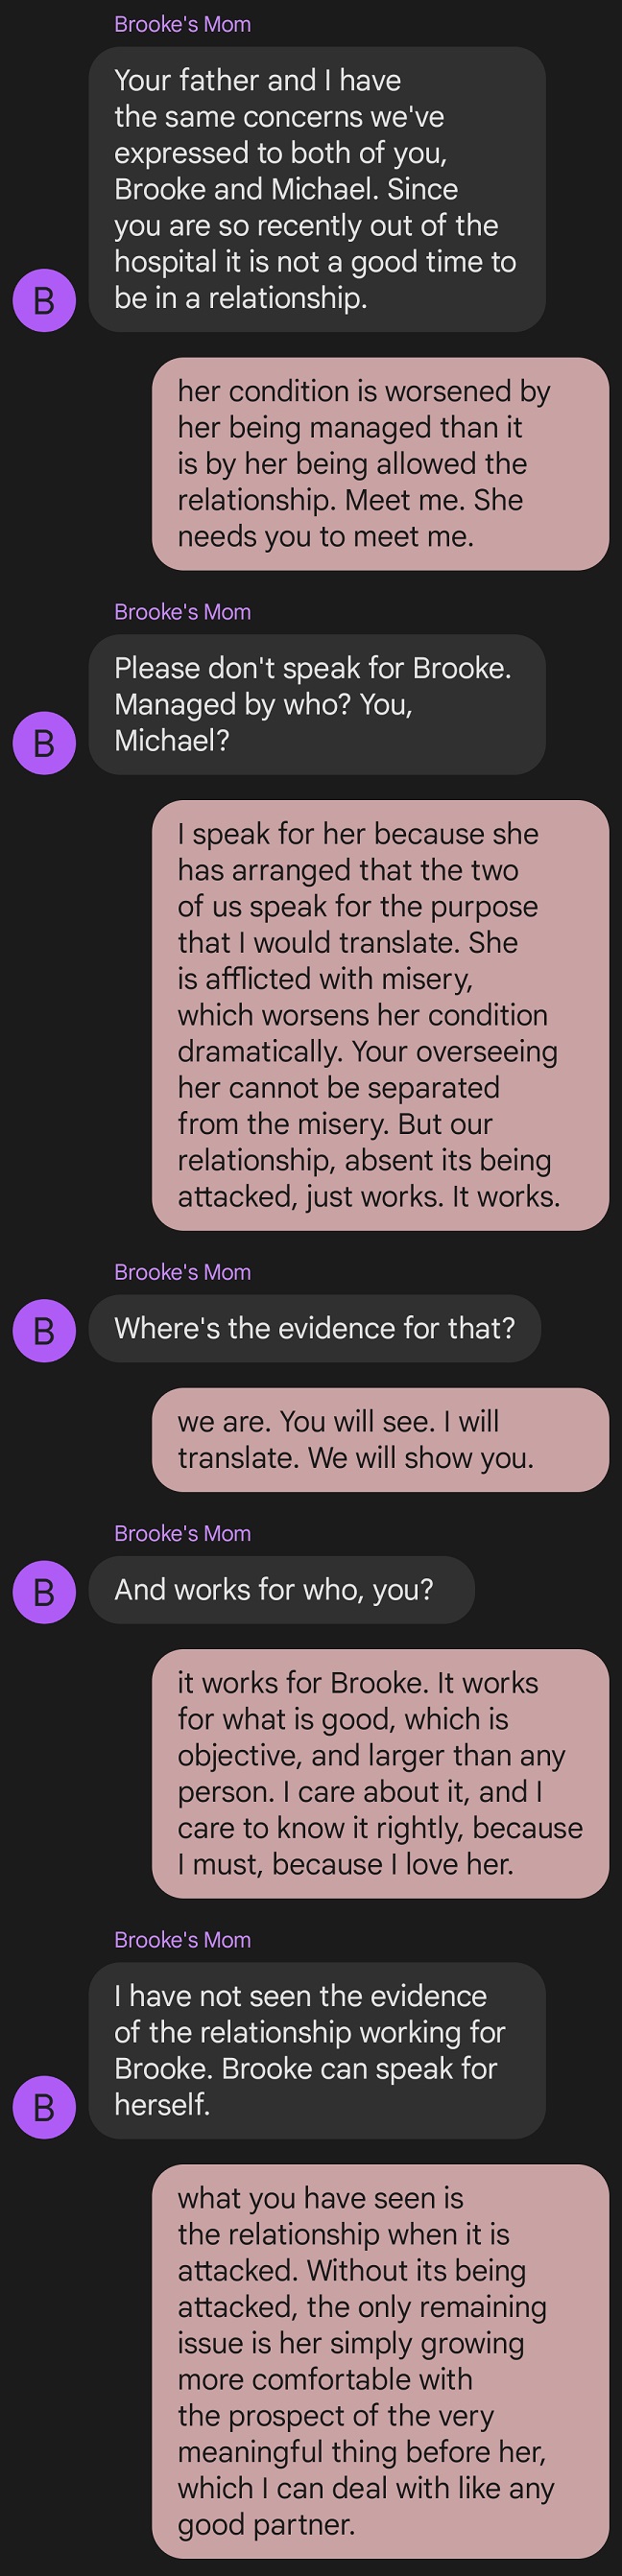 Brooke's Mom
Your father and I have
the same concerns we've
expressed to both of you,
Brooke and Michael. Since
you are so recently out of the
hospital it is not a good time to
be in a relationship.
B
her condition is worsened by
her being managed than it
is by her being allowed the
relationship. Meet me. She
needs you to meet me.
Brooke's Mom
Please don't speak for Brooke.
Managed by who? You,
Michael?
B
I speak for her because she
has arranged that the two
of us speak for the purpose
that I would translate. She
is afflicted with misery,
which worsens her condition
dramatically. Your overseeing
her cannot be separated
from the misery. But our
relationship, absent its being
attacked, just works. It works.
Brooke's Mom
B
Where's the evidence for that?
we are. You will see. I will
translate. We will show you.
Brooke's Mom
B
And works for who, you?
it works for Brooke. It works
for what is good, which is
objective, and larger than any
person. I care about it, and I
care to know it rightly, because
I must, because I love her.
Brooke's Mom
I have not seen the evidence
of the relationship working for
Brooke. Brooke can speak for
herself.
B
what you have seen is
the relationship when it is
attacked. Without its being
attacked, the only remaining
issue is her simply growing
more comfortable with
the prospect of the very
meaningful thing before her,
which I can deal with like any
good partner.